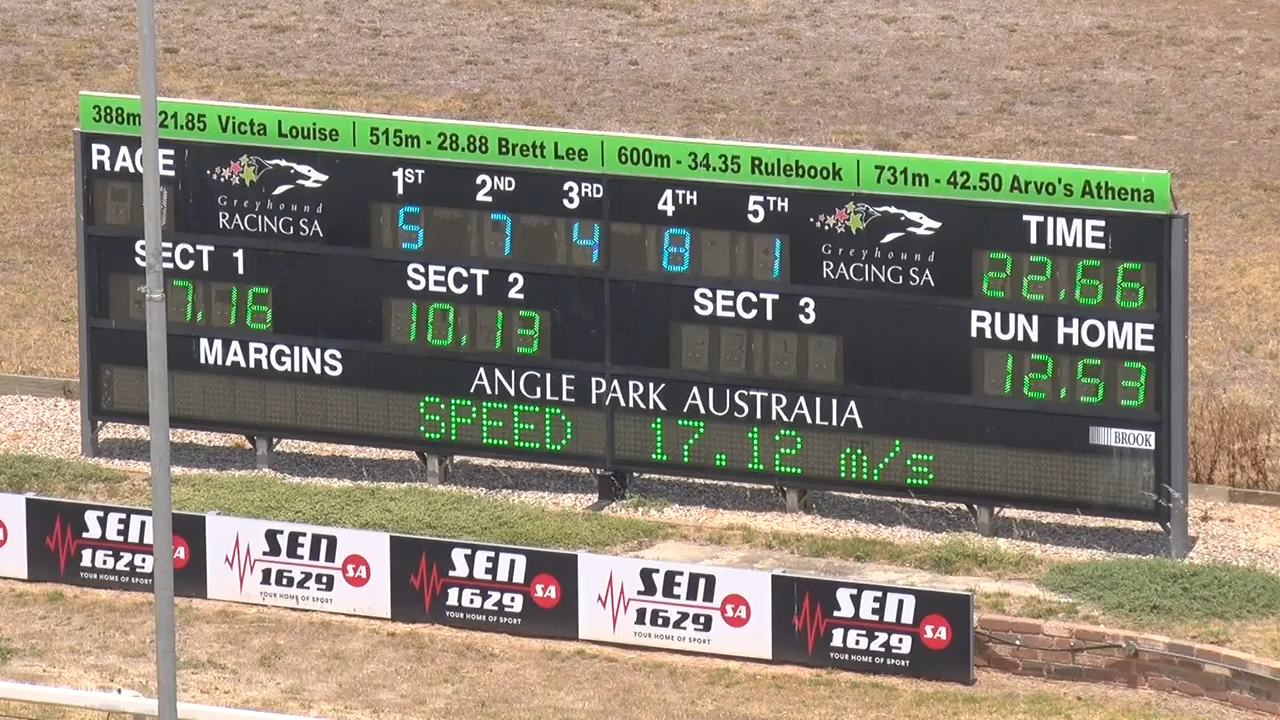 388m 21.85 Victa Louise | 515m - 28.88 Brett Lee | 600m - 34.35 Rulebook | 731m - 42.50 Arvo's Athena
RACE
Greyhound
RACING SA
1ST 2ND 3RD 4TH 5TH
5 7 4 8 1
Greyhound
RACING SA
TIME
22.66
SECT 1
7.16
SECT 2
10.13
SECT 3
RUN HOME
12.53
MARGINS
ANGLE PARK AUSTRALIA
SPEED 17.12 m/s
BROOK
SEN
1629 SA
YOUR HOME OF SPORT
SEN
1629 SA
YOUR HOME OF SPORT
SEN
1629 SA
YOUR HOME OF SPORT
SEN
1629 SA
YOUR HOME OF SPORT
SEN
1629 SA
YOUR HOME OF SPORT